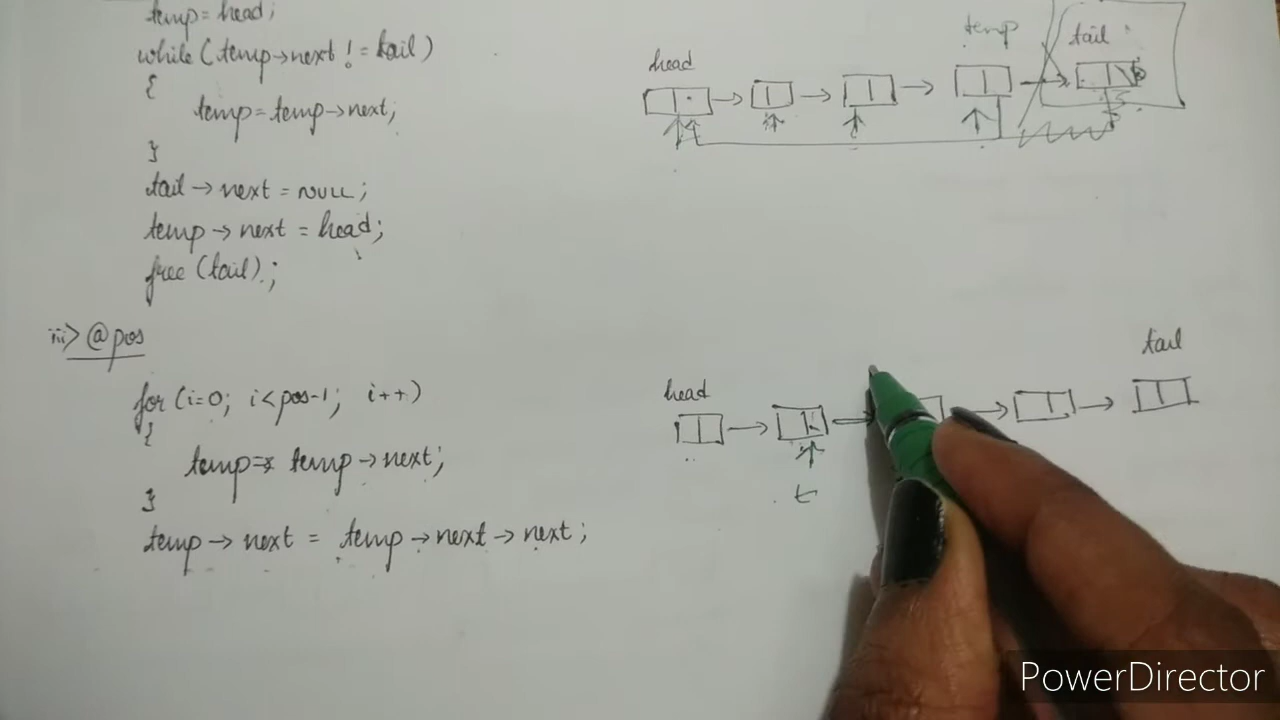 temp = head;
while (temp→next != tail)
{
temp = temp→next;
}
tail → next = NULL;
temp → next = head;
free (tail);
iii> @pos
for (i=0; i<pos-1; i++)
{
temp = temp → next;
}
temp → next = temp → next → next;
head
temp
tail
head
tail
t
PowerDirector